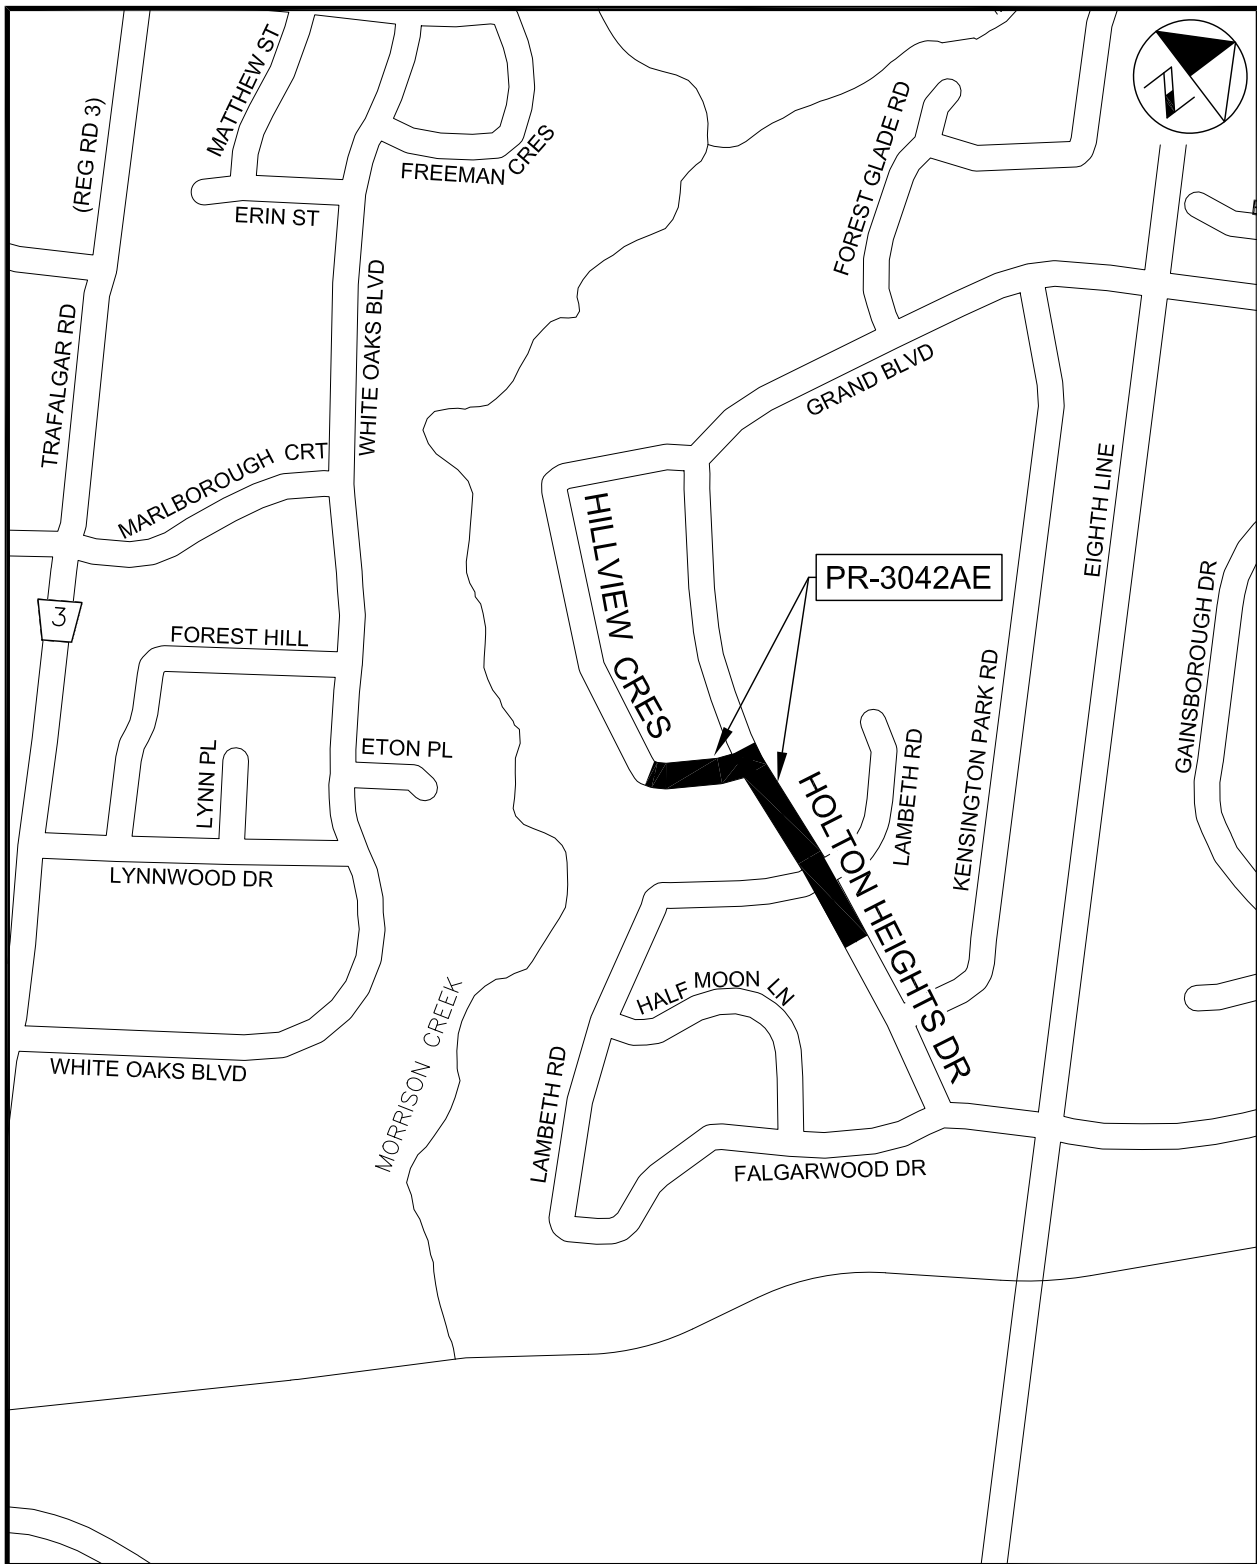 MATTHEW ST
(REG RD 3)
FREEMAN CRES
FOREST GLADE RD
ERIN ST
WHITE OAKS BLVD
TRAFALGAR RD
GRAND BLVD
MARLBOROUGH CRT
EIGHTH LINE
HILLVIEW CRES
PR-3042AE
GAINSBOROUGH DR
3
FOREST HILL
KENSINGTON PARK RD
LYNN PL
ETON PL
LAMBETH RD
HOLTON HEIGHTS DR
LYNNWOOD DR
HALF MOON LN
MORRISON CREEK
WHITE OAKS BLVD
LAMBETH RD
FALGARWOOD DR